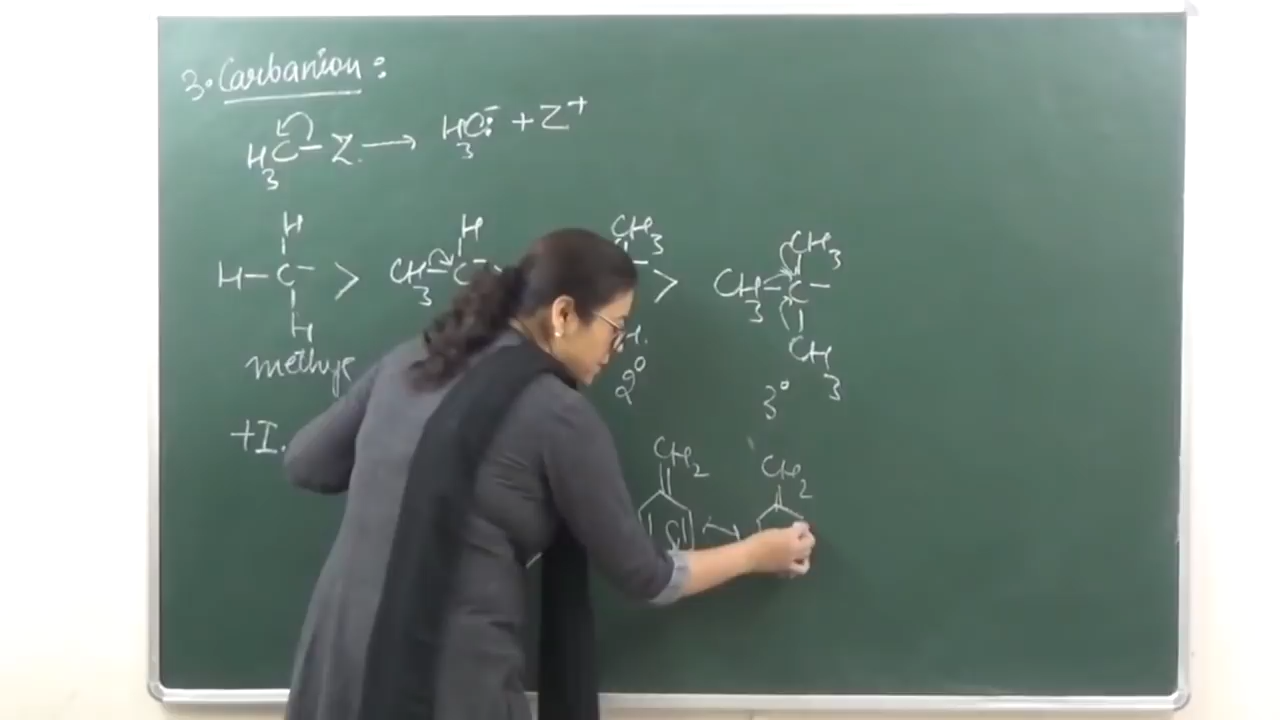 3. Carbanion :
H3C – Z. → H3C:⁻ + Z⁺
H H CH3 CH3
H – C – > CH3 – C – > CH3 – C –
H H. CH3
methyl 2° 3°
+I. CH2 CH2